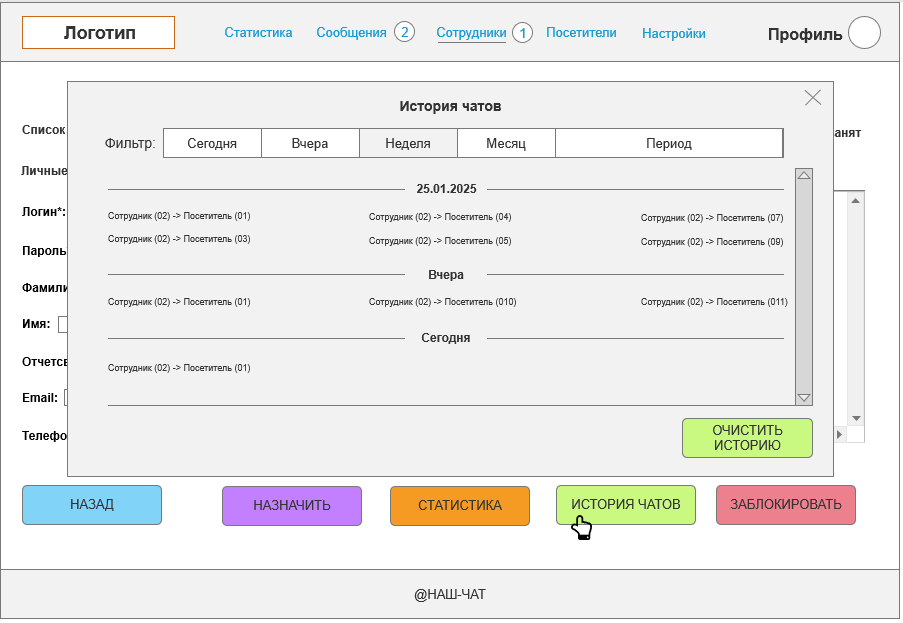 Логотип
Статистика
Сообщения 2
Сотрудники 1
Посетители
Настройки
Профиль
История чатов
Список
анят
Фильтр: Сегодня Вчера Неделя Месяц Период
Личные
25.01.2025
Логин*:
Сотрудник (02) -> Посетитель (01)
Сотрудник (02) -> Посетитель (04)
Сотрудник (02) -> Посетитель (07)
Сотрудник (02) -> Посетитель (03)
Сотрудник (02) -> Посетитель (05)
Сотрудник (02) -> Посетитель (09)
Пароль
Вчера
Фамили
Сотрудник (02) -> Посетитель (01)
Сотрудник (02) -> Посетитель (010)
Сотрудник (02) -> Посетитель (011)
Имя:
Сегодня
Отчетсв
Сотрудник (02) -> Посетитель (01)
Email:
Телефо
ОЧИСТИТЬ
ИСТОРИЮ
НАЗАД
НАЗНАЧИТЬ
СТАТИСТИКА
ИСТОРИЯ ЧАТОВ
ЗАБЛОКИРОВАТЬ
@НАШ-ЧАТ